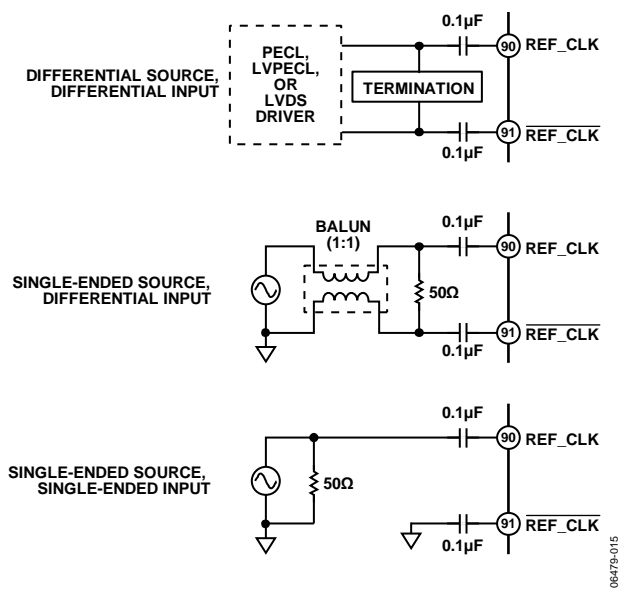 DIFFERENTIAL SOURCE,
DIFFERENTIAL INPUT
PECL,
LVPECL,
OR
LVDS
DRIVER
TERMINATION
0.1µF
90 REF_CLK
91 REF_CLK
0.1µF
SINGLE-ENDED SOURCE,
DIFFERENTIAL INPUT
BALUN
(1:1)
50Ω
0.1µF
90 REF_CLK
91 REF_CLK
0.1µF
SINGLE-ENDED SOURCE,
SINGLE-ENDED INPUT
50Ω
0.1µF
90 REF_CLK
91 REF_CLK
0.1µF
06479-015